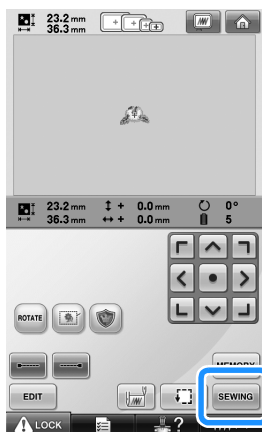 23.2 mm
36.3 mm
23.2 mm + 0.0 mm 0°
36.3 mm + 0.0 mm 5
ROTATE
MEMORY
EDIT SEWING
LOCK ?